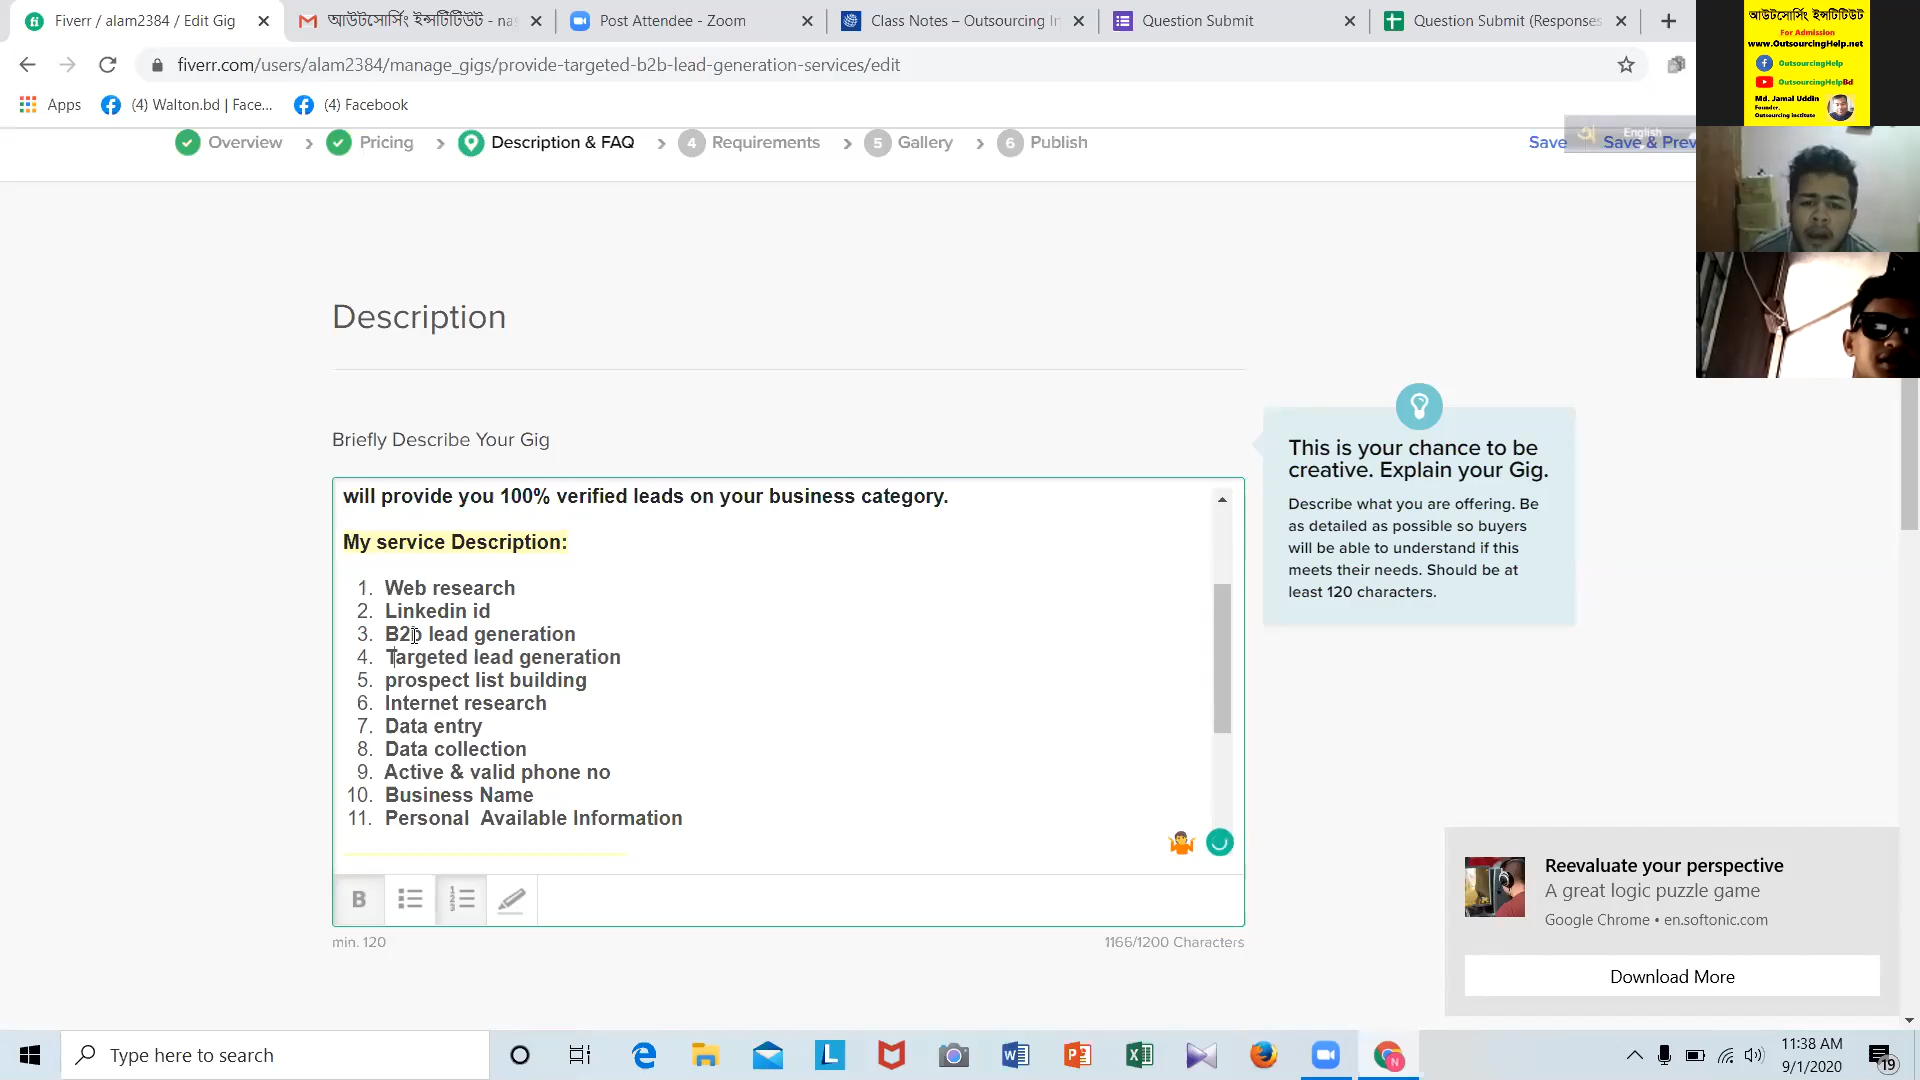 Fiverr / alam2384 / Edit Gig
আউটসোর্সিং ইন্সটিটিউট - na
Post Attendee - Zoom
Class Notes – Outsourcing In
Question Submit
Question Submit (Responses
fiverr.com/users/alam2384/manage_gigs/provide-targeted-b2b-lead-generation-services/edit
Apps
(4) Walton.bd | Face...
(4) Facebook
আউটসোর্সিং ইন্সটিটিউট
For Admission
www.OutsourcingHelp.net
OutsourcingHelp
OutsourcingHelpBd
Md. Jamal Uddin
Founder,
Outsourcing Institute
Overview
Pricing
Description & FAQ
4 Requirements
5 Gallery
6 Publish
Save
Save & Prev
English
Description
Briefly Describe Your Gig
will provide you 100% verified leads on your business category.
My service Description:
1. Web research
2. Linkedin id
3. B2b lead generation
4. Targeted lead generation
5. prospect list building
6. Internet research
7. Data entry
8. Data collection
9. Active & valid phone no
10. Business Name
11. Personal Available Information
B
min. 120
1166/1200 Characters
This is your chance to be
creative. Explain your Gig.
Describe what you are offering. Be
as detailed as possible so buyers
will be able to understand if this
meets their needs. Should be at
least 120 characters.
Reevaluate your perspective
A great logic puzzle game
Google Chrome • en.softonic.com
Download More
Type here to search
11:38 AM
9/1/2020
19